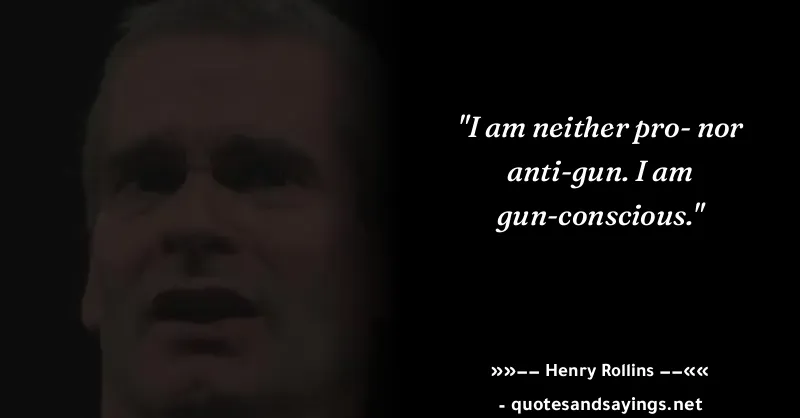 "I am neither pro- nor
anti-gun. I am
gun-conscious."
»»−− Henry Rollins −−««
- quotesandsayings.net